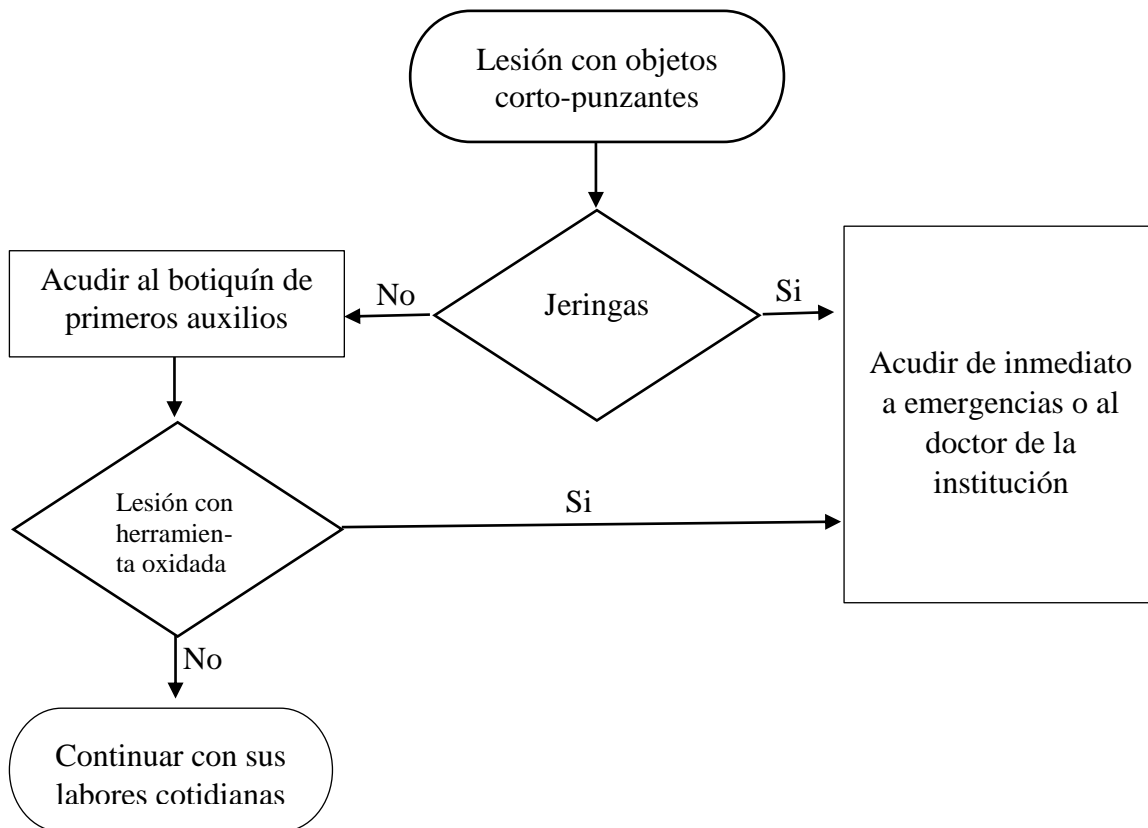 Lesión con objetos
corto-punzantes
Jeringas
No
Si
Acudir al botiquín de
primeros auxilios
Acudir de inmediato
a emergencias o al
doctor de la
institución
Lesión con
herramien-
ta oxidada
Si
No
Continuar con sus
labores cotidianas